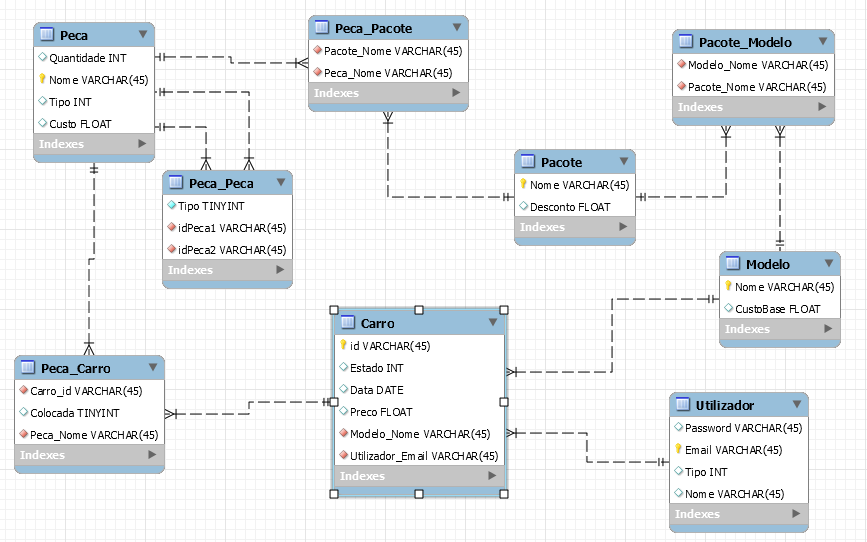 Peca
Quantidade INT
Nome VARCHAR(45)
Tipo INT
Custo FLOAT
Indexes
Peca_Pacote
Pacote_Nome VARCHAR(45)
Peca_Nome VARCHAR(45)
Indexes
Pacote_Modelo
Modelo_Nome VARCHAR(45)
Pacote_Nome VARCHAR(45)
Indexes
Peca_Peca
Tipo TINYINT
idPeca1 VARCHAR(45)
idPeca2 VARCHAR(45)
Indexes
Pacote
Nome VARCHAR(45)
Desconto FLOAT
Indexes
Modelo
Nome VARCHAR(45)
CustoBase FLOAT
Indexes
Carro
id VARCHAR(45)
Estado INT
Data DATE
Preco FLOAT
Modelo_Nome VARCHAR(45)
Utilizador_Email VARCHAR(45)
Indexes
Peca_Carro
Carro_id VARCHAR(45)
Colocada TINYINT
Peca_Nome VARCHAR(45)
Indexes
Utilizador
Password VARCHAR(45)
Email VARCHAR(45)
Tipo INT
Nome VARCHAR(45)
Indexes